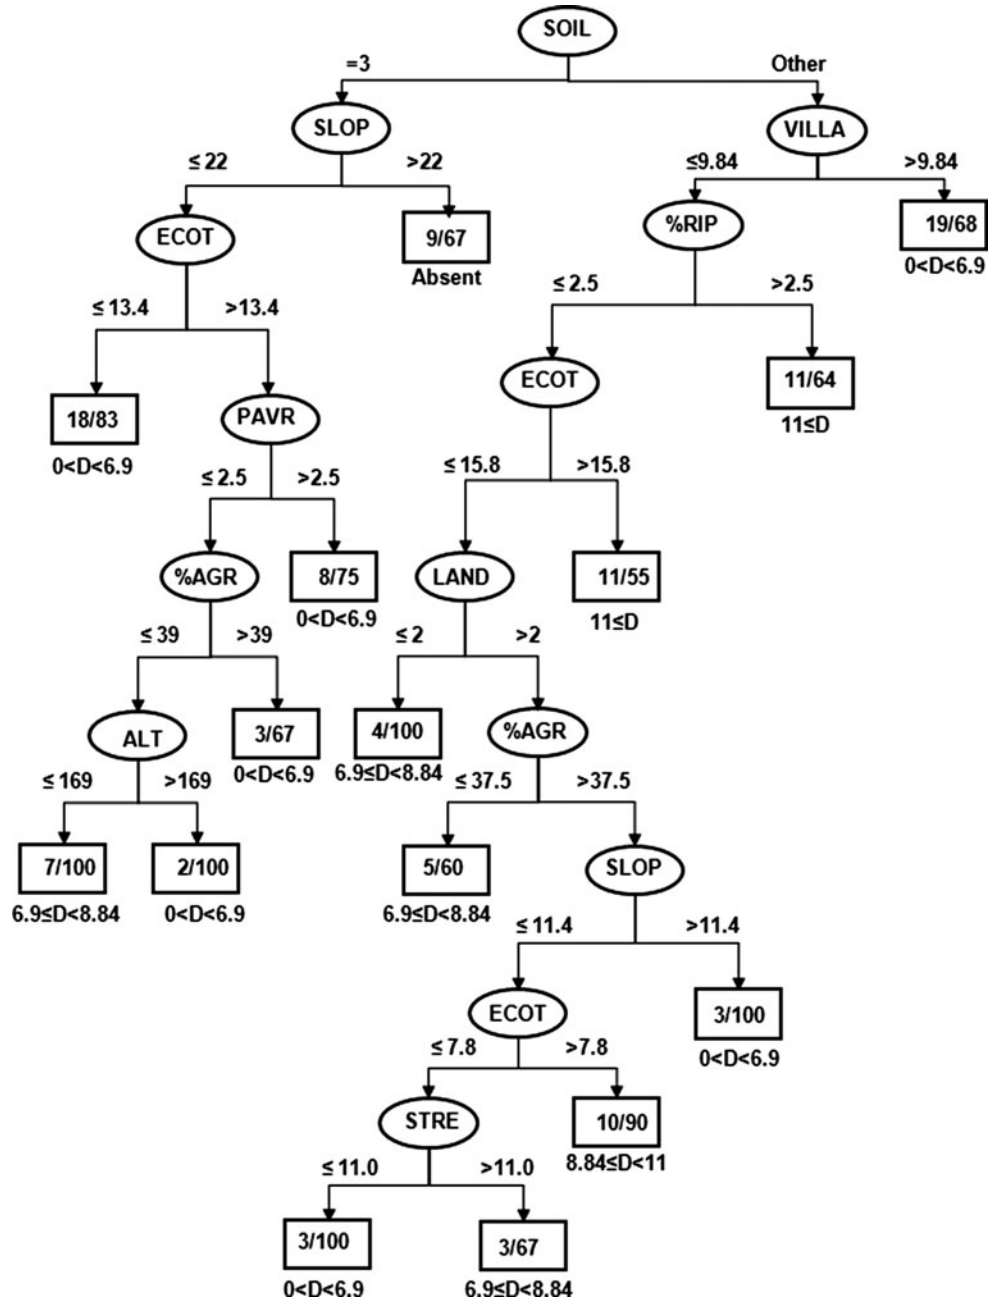 SOIL
=3 Other
SLOP VILLA
≤ 22 >22 ≤9.84 >9.84
ECOT 9/67 %RIP 19/68
Absent 0<D<6.9
≤ 13.4 >13.4 ≤ 2.5 >2.5
18/83 PAVR ECOT 11/64
0<D<6.9 11≤D
≤ 2.5 >2.5 ≤ 15.8 >15.8
%AGR 8/75 LAND 11/55
0<D<6.9 11≤D
≤ 39 >39 ≤ 2 >2
ALT 3/67 4/100 %AGR
0<D<6.9 6.9≤D<8.84
≤ 169 >169 ≤ 37.5 >37.5
7/100 2/100 5/60 SLOP
6.9≤D<8.84 0<D<6.9 6.9≤D<8.84
≤ 11.4 >11.4
ECOT 3/100
0<D<6.9
≤ 7.8 >7.8
STRE 10/90
8.84≤D<11
≤ 11.0 >11.0
3/100 3/67
0<D<6.9 6.9≤D<8.84